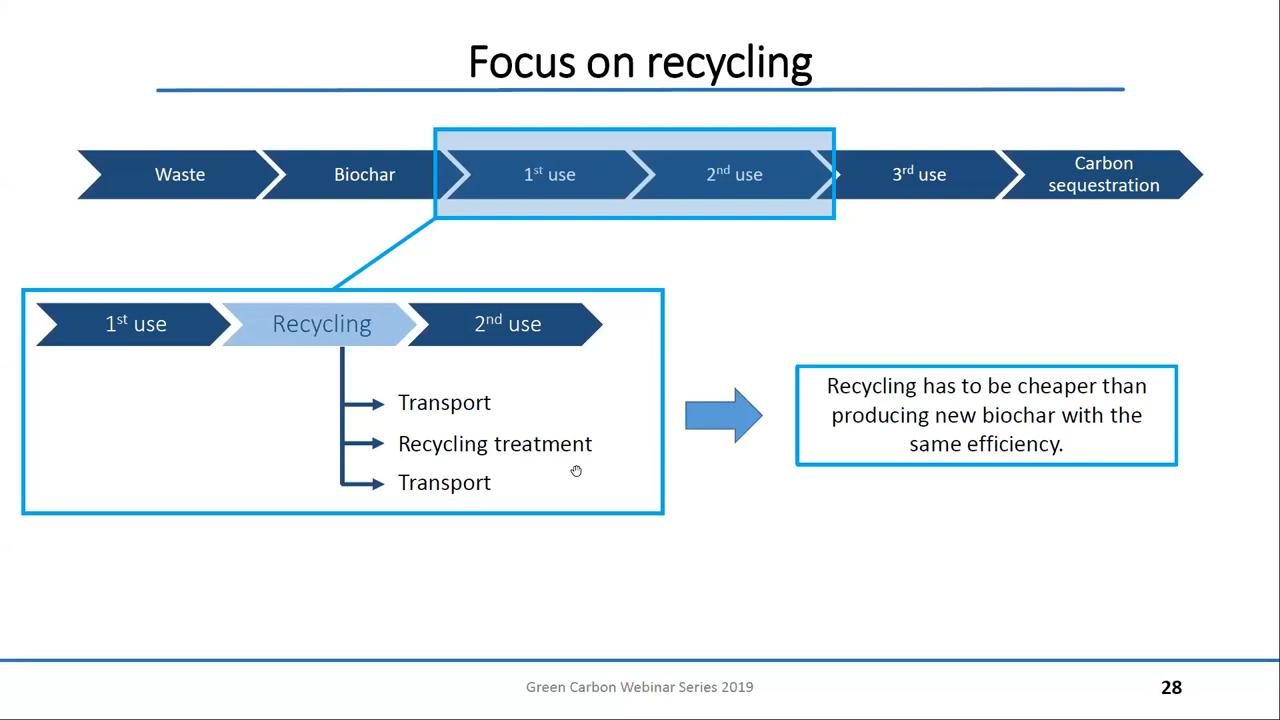 Focus on recycling
Waste
Biochar
1st use
2nd use
3rd use
Carbon
sequestration
1st use
Recycling
2nd use
Transport
Recycling treatment
Transport
Recycling has to be cheaper than
producing new biochar with the
same efficiency.
Green Carbon Webinar Series 2019
28